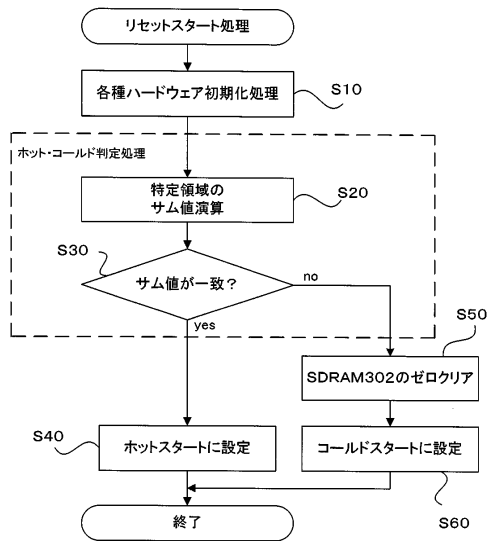 リセットスタート処理
各種ハードウェア初期化処理
S10
ホット・コールド判定処理
特定領域の
サム値演算
S20
S30
サム値が一致？
no
yes
S50
SDRAM302のゼロクリア
S40
ホットスタートに設定
コールドスタートに設定
S60
終了